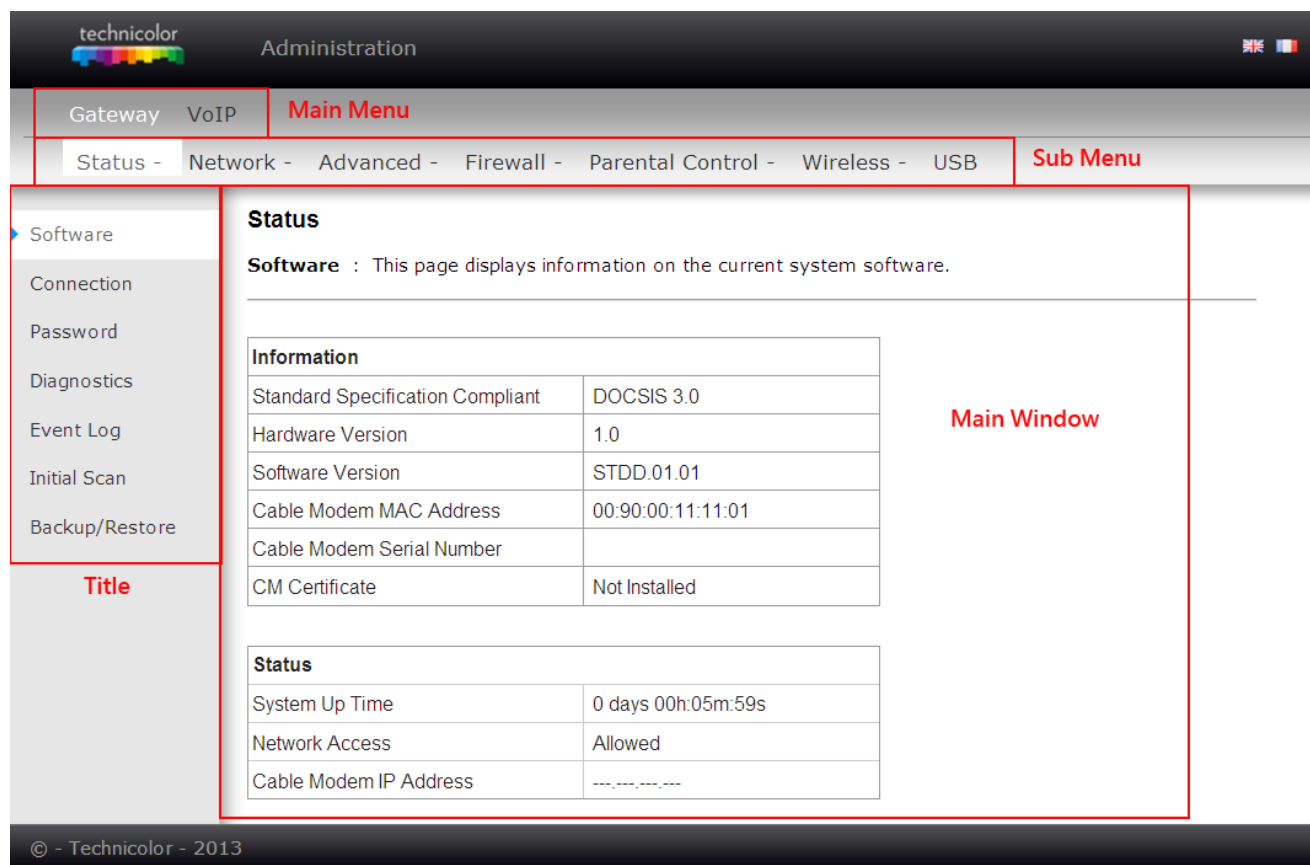 technicolor
Administration
Gateway VoIP Main Menu
Status - Network - Advanced - Firewall - Parental Control - Wireless - USB Sub Menu
Software
Connection
Password
Diagnostics
Event Log
Initial Scan
Backup/Restore
Title
Status
Software : This page displays information on the current system software.
Information
Standard Specification Compliant DOCSIS 3.0
Hardware Version 1.0
Software Version STDD.01.01
Cable Modem MAC Address 00:90:00:11:11:01
Cable Modem Serial Number
CM Certificate Not Installed
Main Window
Status
System Up Time 0 days 00h:05m:59s
Network Access Allowed
Cable Modem IP Address ---.---.---.---
© - Technicolor - 2013